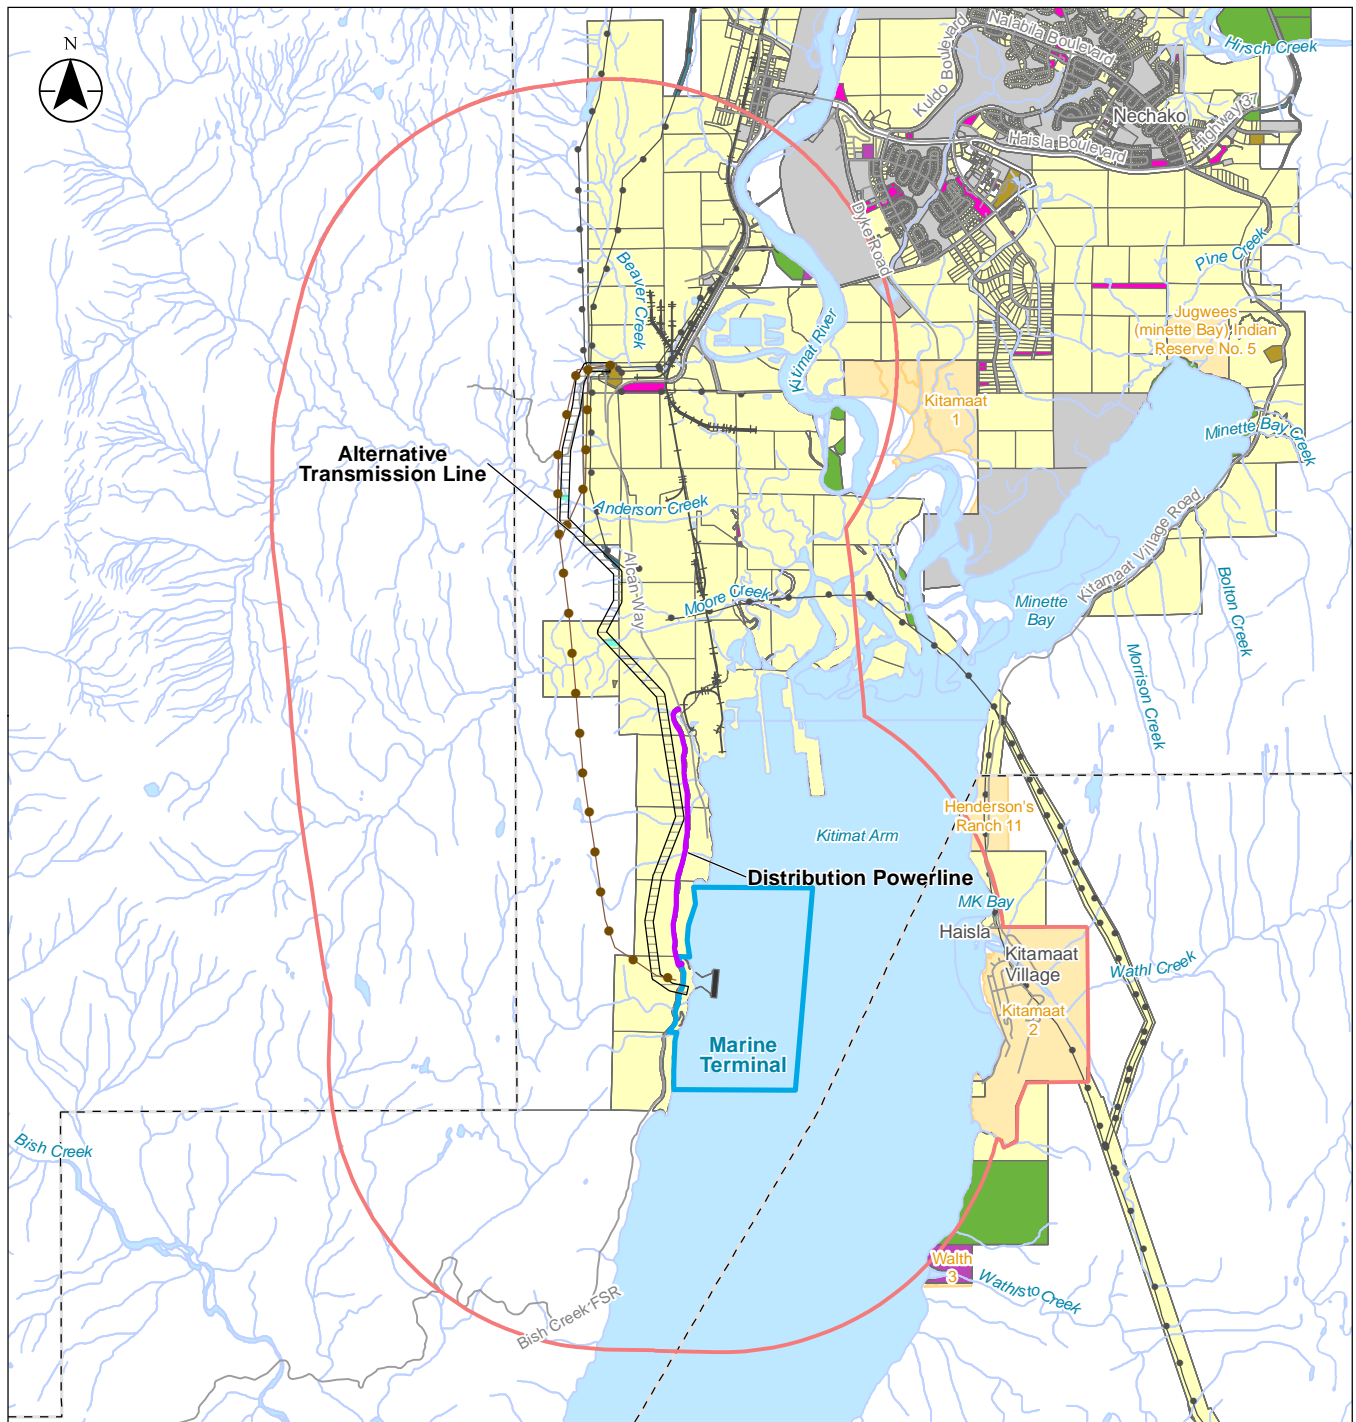 N
Hirsch Creek
Nalabila Boulevard
Kuldo Boulevard
Nechako
Highway 37
Haisla Boulevard
Dyke Road
Pine Creek
Beaver Creek
Kitimat River
Jugwees
(minette Bay) Indian
Reserve No. 5
Kitamaat
1
Minette Bay Creek
Alternative
Transmission Line
Anderson Creek
Kitamaat Village Road
Alcan Way
Moore Creek
Minette
Bay
Bolton Creek
Morrison Creek
Henderson's
Ranch 11
Kitimat Arm
Distribution Powerline
MK Bay
Haisla
Kitamaat
Village
Wathl Creek
Kitamaat
2
Marine
Terminal
Bish Creek
Walth
3
Wathlsto Creek
Bish Creek FSR